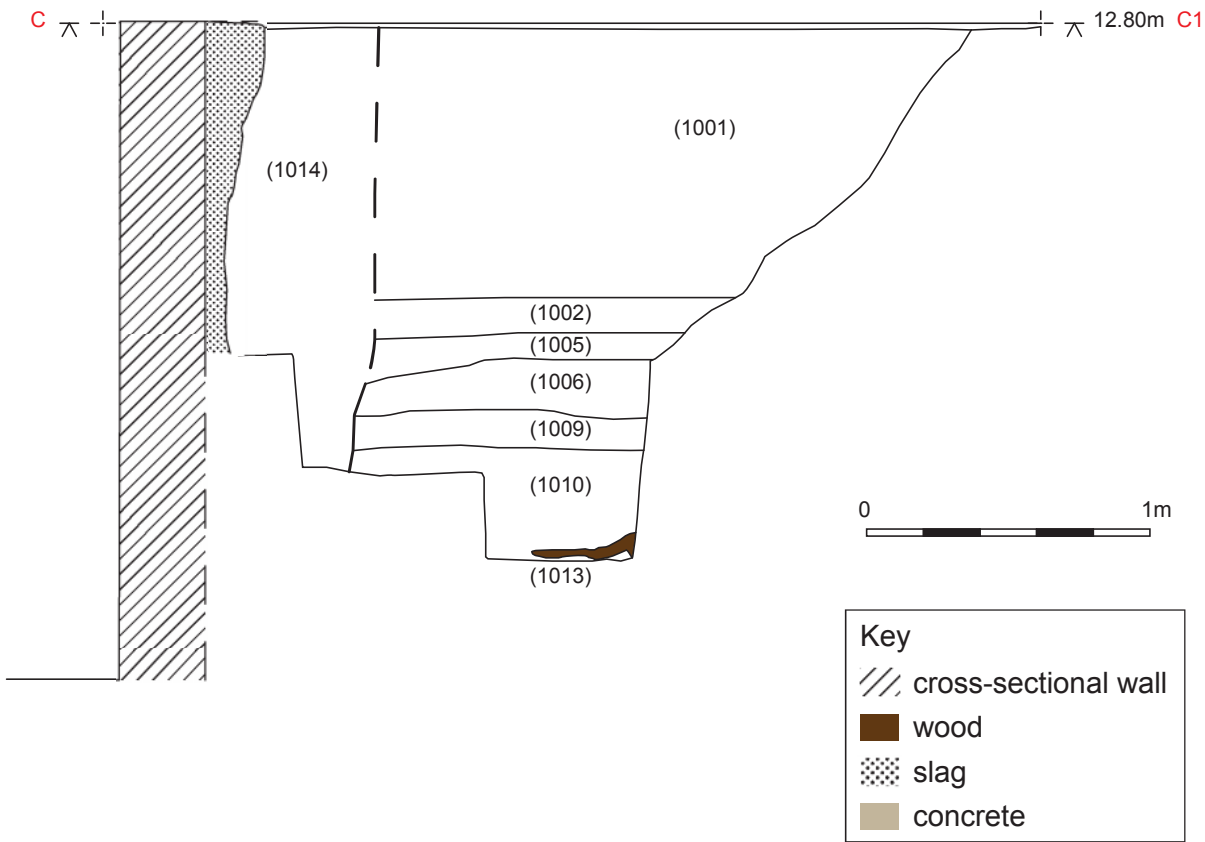 C 12.80m C1
(1001)
(1014)
(1002)
(1005)
(1006)
(1009)
(1010)
(1013)
0 1m
Key
cross-sectional wall
wood
slag
concrete